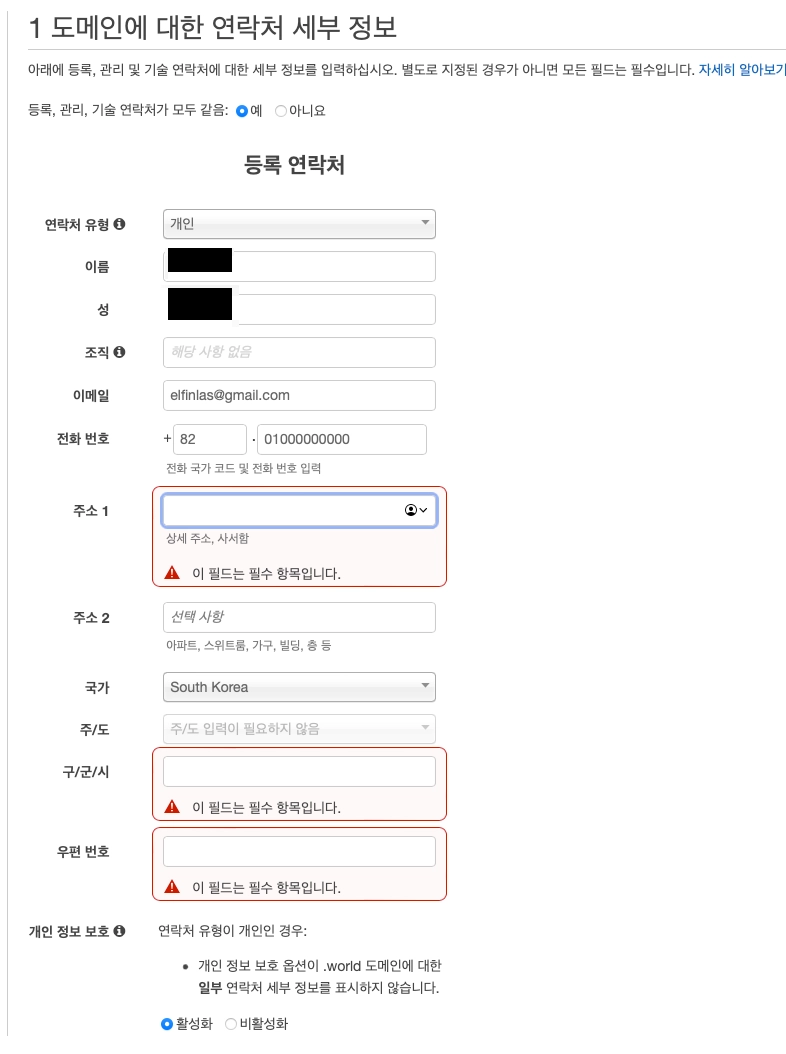 1 도메인에 대한 연락처 세부 정보
아래에 등록, 관리 및 기술 연락처에 대한 세부 정보를 입력하십시오. 별도로 지정된 경우가 아니면 모든 필드는 필수입니다. 자세히 알아보기
등록, 관리, 기술 연락처가 모두 같음: 예 아니요
등록 연락처
연락처 유형 개인
이름
성
조직 해당 사항 없음
이메일 elfinlas@gmail.com
전화 번호 + 82 . 01000000000
전화 국가 코드 및 전화 번호 입력
주소 1
상세 주소, 사서함
이 필드는 필수 항목입니다.
주소 2 선택 사항
아파트, 스위트룸, 가구, 빌딩, 층 등
국가 South Korea
주/도 주/도 입력이 필요하지 않음
구/군/시
이 필드는 필수 항목입니다.
우편 번호
이 필드는 필수 항목입니다.
개인 정보 보호 연락처 유형이 개인인 경우:
• 개인 정보 보호 옵션이 .world 도메인에 대한
일부 연락처 세부 정보를 표시하지 않습니다.
활성화 비활성화